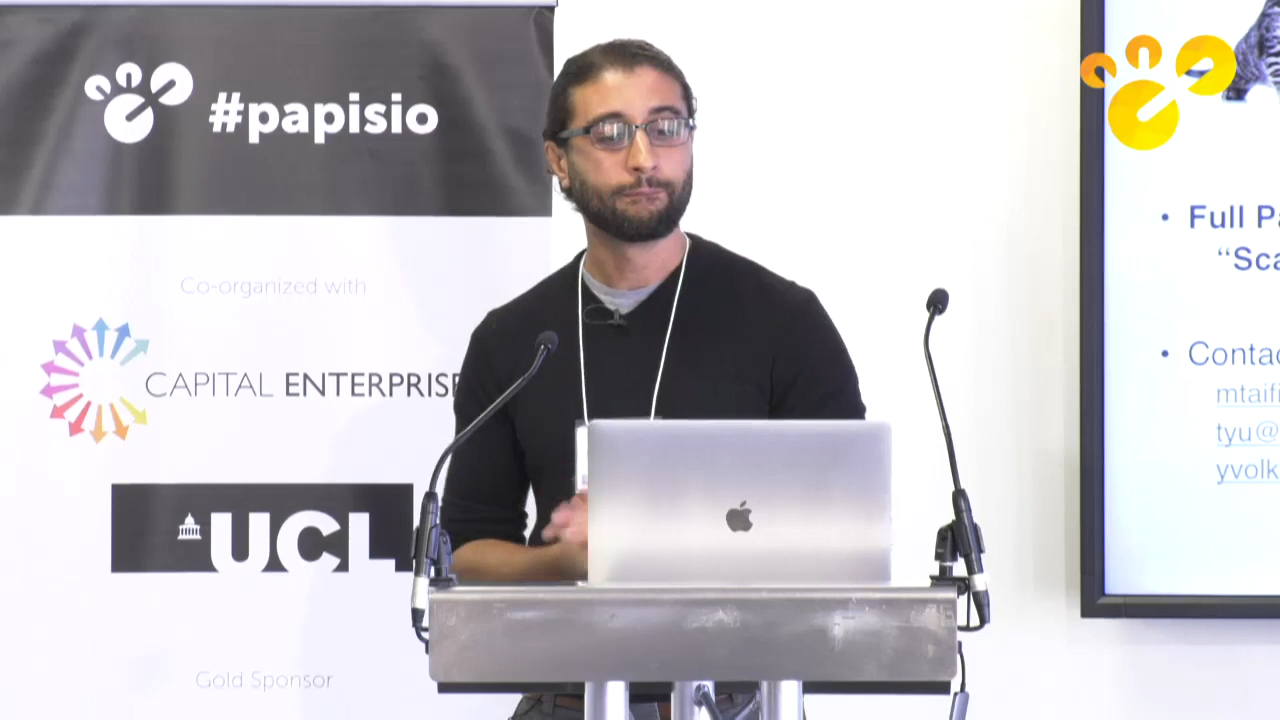 #papisio
Co-organized with
CAPITAL ENTERPRISE
UCL
Gold Sponsor
• Full Pa
“Sca
• Contac
mtaifi
tyu@
yvolk